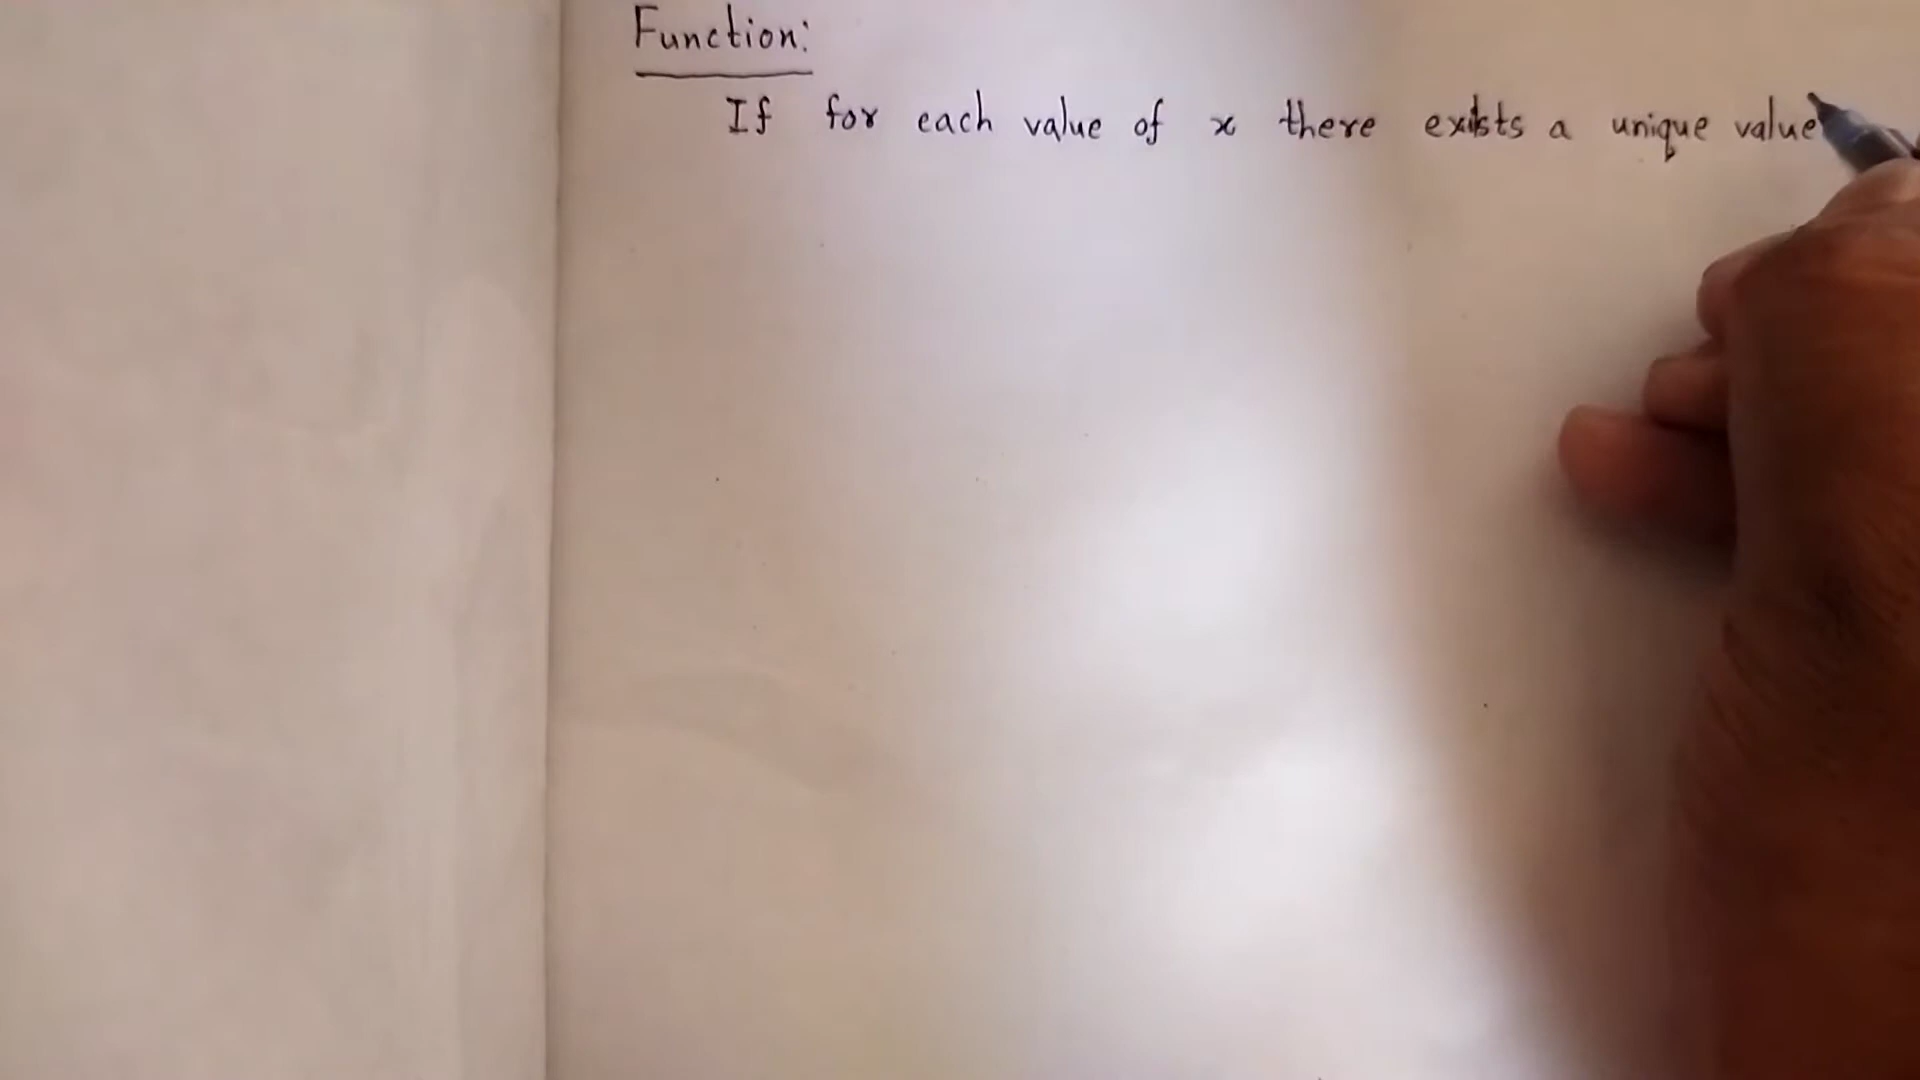 Function:
If for each value of x there exists a unique value